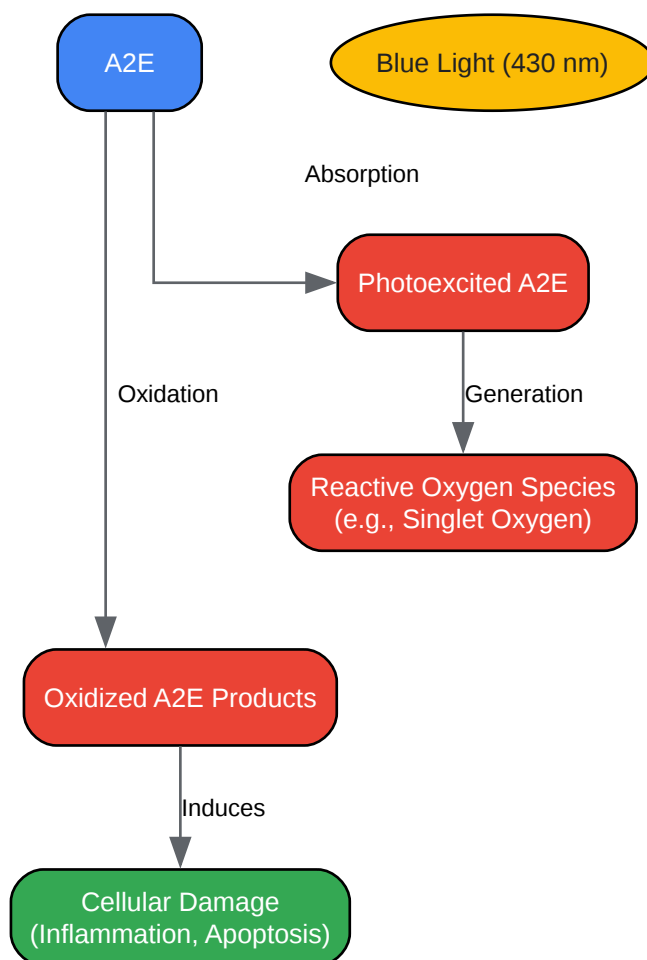 A2E
Blue Light (430 nm)
Absorption
Photoexcited A2E
Oxidation
Generation
Reactive Oxygen Species
(e.g., Singlet Oxygen)
Oxidized A2E Products
Induces
Cellular Damage
(Inflammation, Apoptosis)